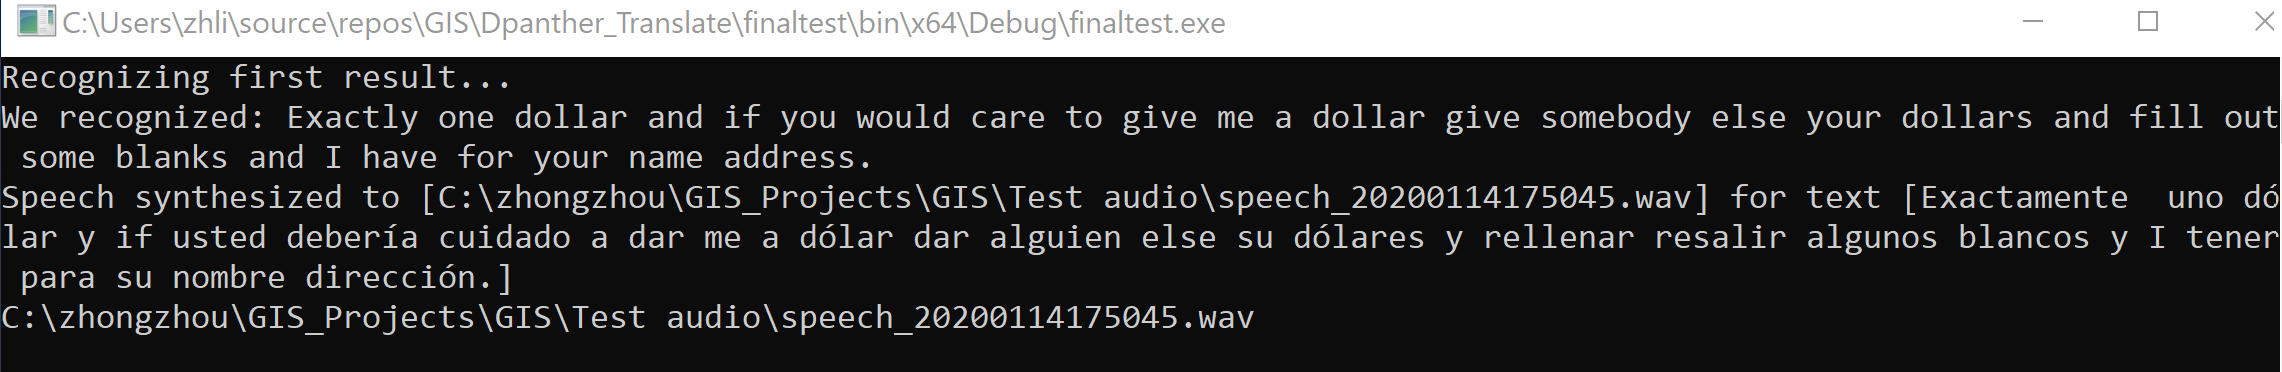 C:\Users\zhli\source\repos\GIS\Dpanther_Translate\finaltest\bin\x64\Debug\finaltest.exe
Recognizing first result...
We recognized: Exactly one dollar and if you would care to give me a dollar give somebody else your dollars and fill out
 some blanks and I have for your name address.
Speech synthesized to [C:\zhongzhou\GIS_Projects\GIS\Test audio\speech_20200114175045.wav] for text [Exactamente  uno dó
lar y if usted debería cuidado a dar me a dólar dar alguien else su dólares y rellenar resalir algunos blancos y I tener
 para su nombre dirección.]
C:\zhongzhou\GIS_Projects\GIS\Test audio\speech_20200114175045.wav